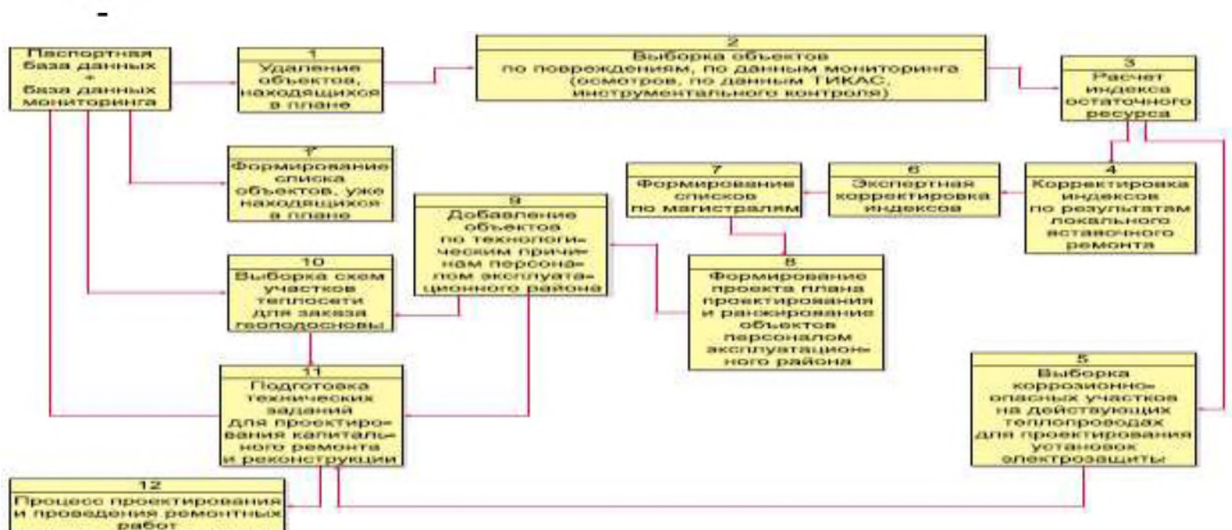 Паспортная
база данных
+
база данных
мониторинга
1
Удаление
объектов,
находящихся
в плане
2
Выборка объектов
по повреждениям, по данным мониторинга
(осмотров, по данным ТИКАС,
инструментального контроля)
3
Расчет
индекса
остаточного
ресурса
1*
Формирование
списка
объектов, уже
находящихся
в плане
9
Добавление
объектов
по технологи-
ческим причи-
нам персона-
лом эксплуата-
ционного района
7
Формирование
списков
по магистралям
6
Экспертная
корректировка
индексов
4
Корректировка
индексов
по результатам
локального
вставочного
ремонта
10
Выборка схем
участков
теплосети
для заказа
геоподосновы
8
Формирование
проекта плана
проектирования
и ранжирование
объектов
персоналом
эксплуатацион-
ного района
11
Подготовка
технических
заданий
для проектиро-
вания капиталь-
ного ремонта
и реконструкции
5
Выборка
коррозионно-
опасных участков
на действующих
теплопроводах
для проектирования
установок
электрозащиты
12
Процесс проектирования
и проведения ремонтных
работ